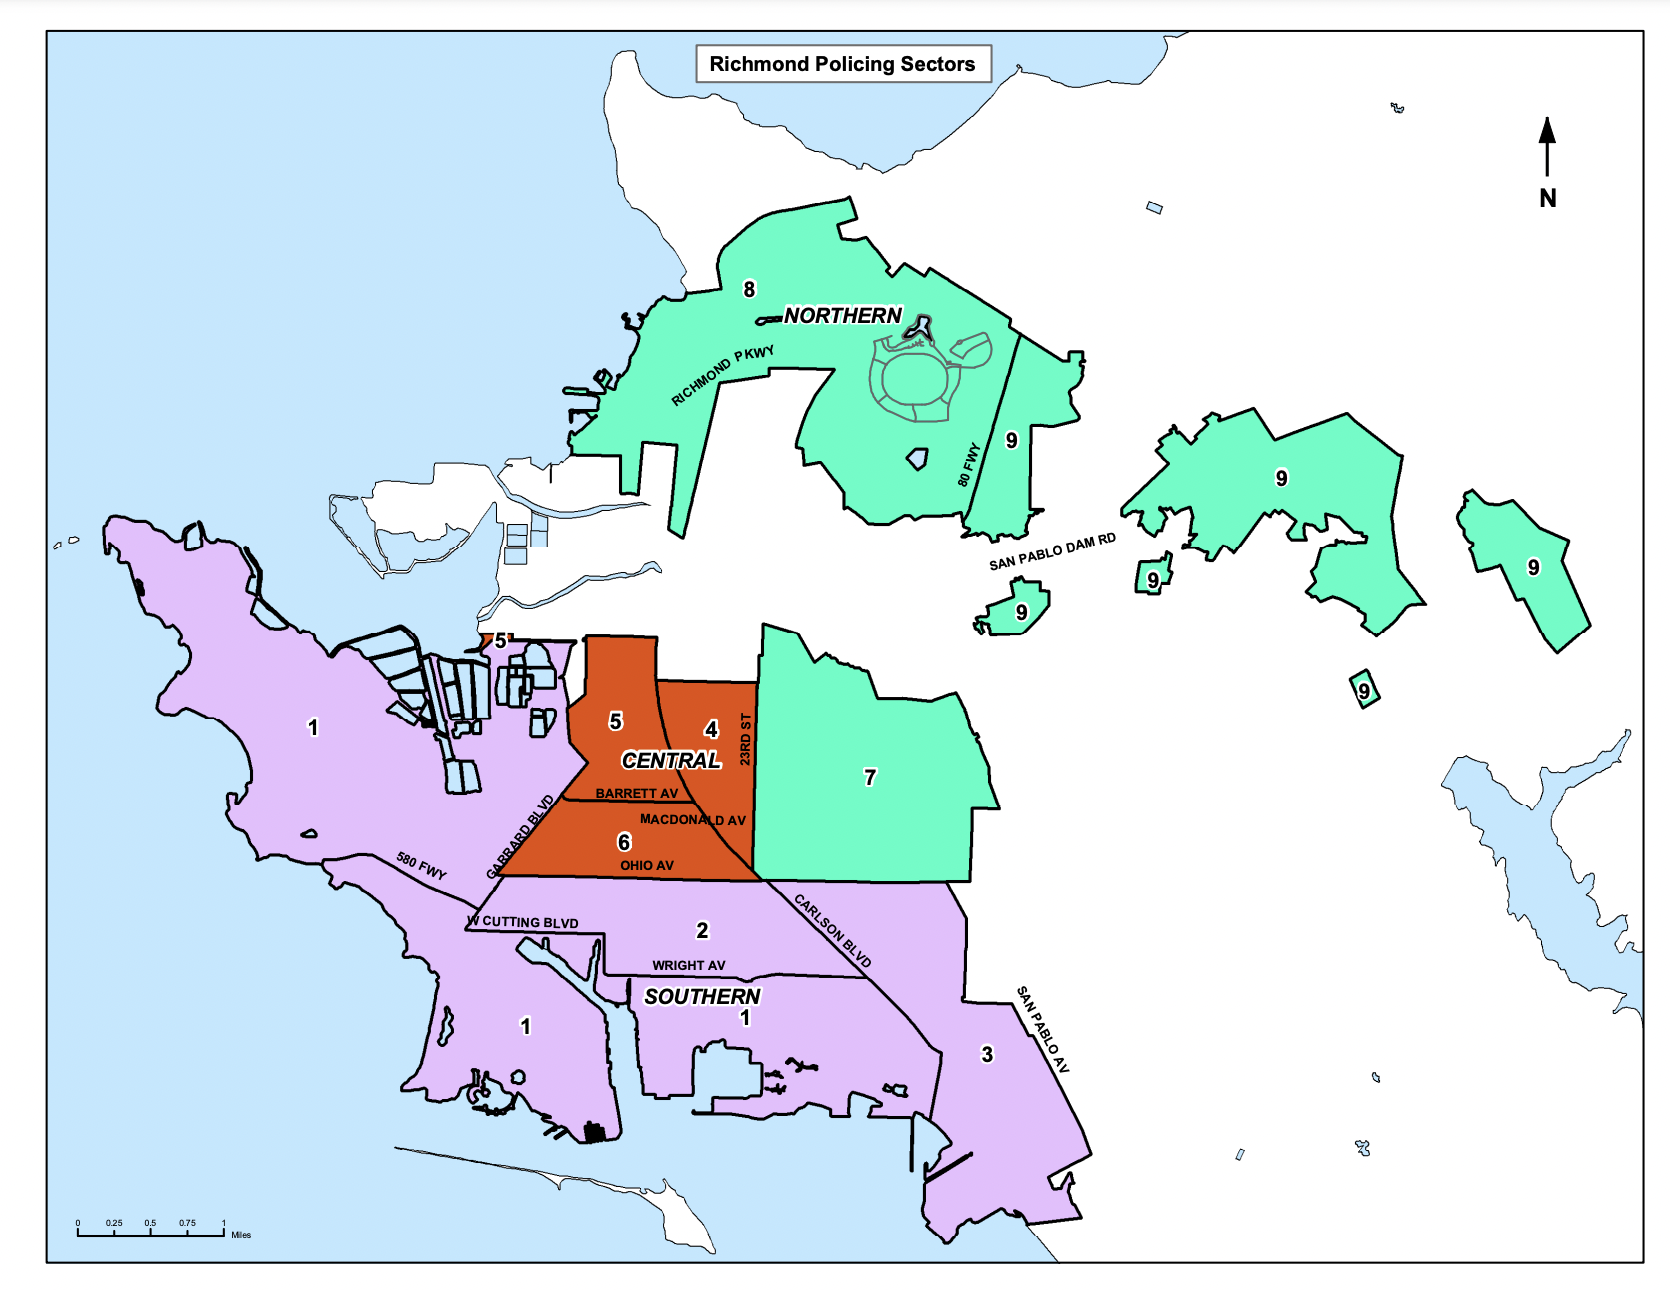 Richmond Policing Sectors
N
8
NORTHERN
RICHMOND PKWY
80 FWY
9
9
9
SAN PABLO DAM RD
9
9
9
5
1
5
4
23RD ST
CENTRAL
7
BARRETT AV
MACDONALD AV
6
GARRARD BLVD
OHIO AV
580 FWY
W CUTTING BLVD
2
CARLSON BLVD
WRIGHT AV
SOUTHERN
1
1
3
SAN PABLO AV
0 0.25 0.5 0.75 1
Miles